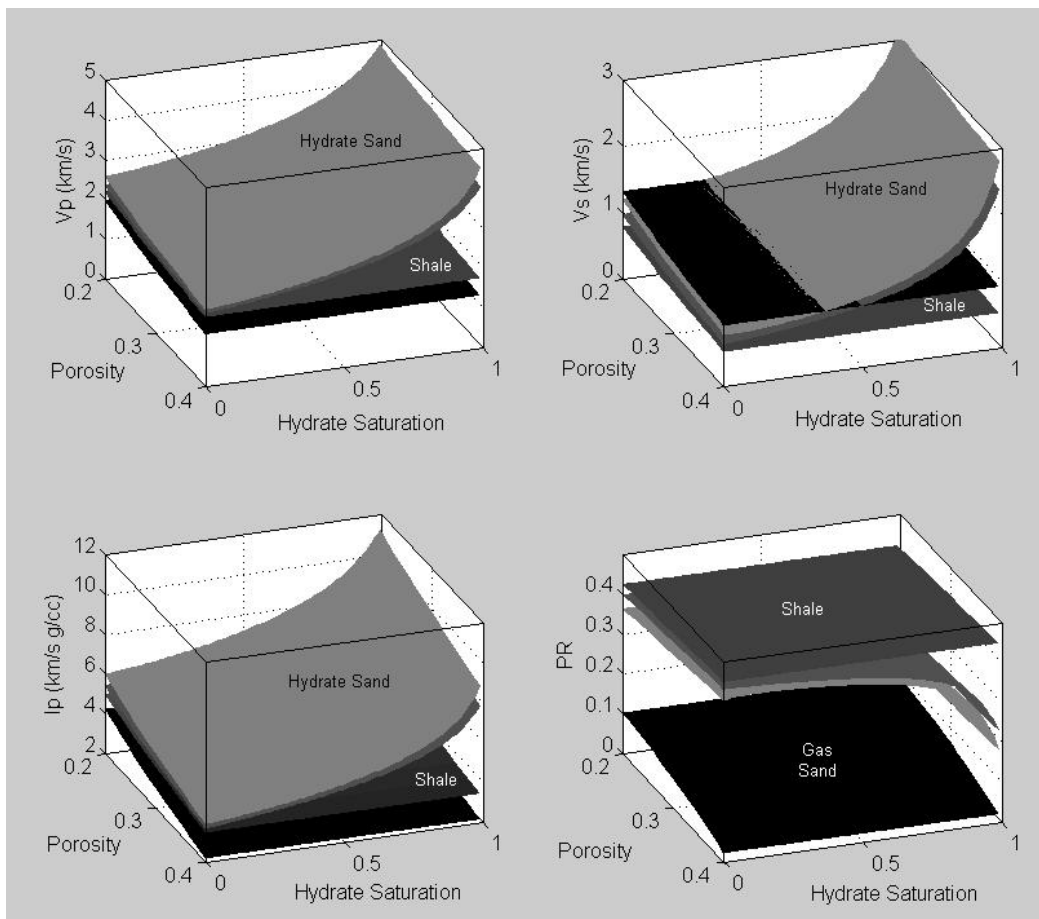 5
4
3
2
1
0
Vp (km/s)
Hydrate Sand
Shale
0.2
0.3
0.4
Porosity
0
0.5
1
Hydrate Saturation
3
2
1
0
Vs (km/s)
Hydrate Sand
Shale
0.2
0.3
0.4
Porosity
0
0.5
1
Hydrate Saturation
12
10
8
6
4
2
Ip (km/s g/cc)
Hydrate Sand
Shale
0.2
0.3
0.4
Porosity
0
0.5
1
Hydrate Saturation
0.4
0.3
0.2
0.1
0
PR
Shale
Gas
Sand
0.2
0.3
0.4
Porosity
0
0.5
1
Hydrate Saturation